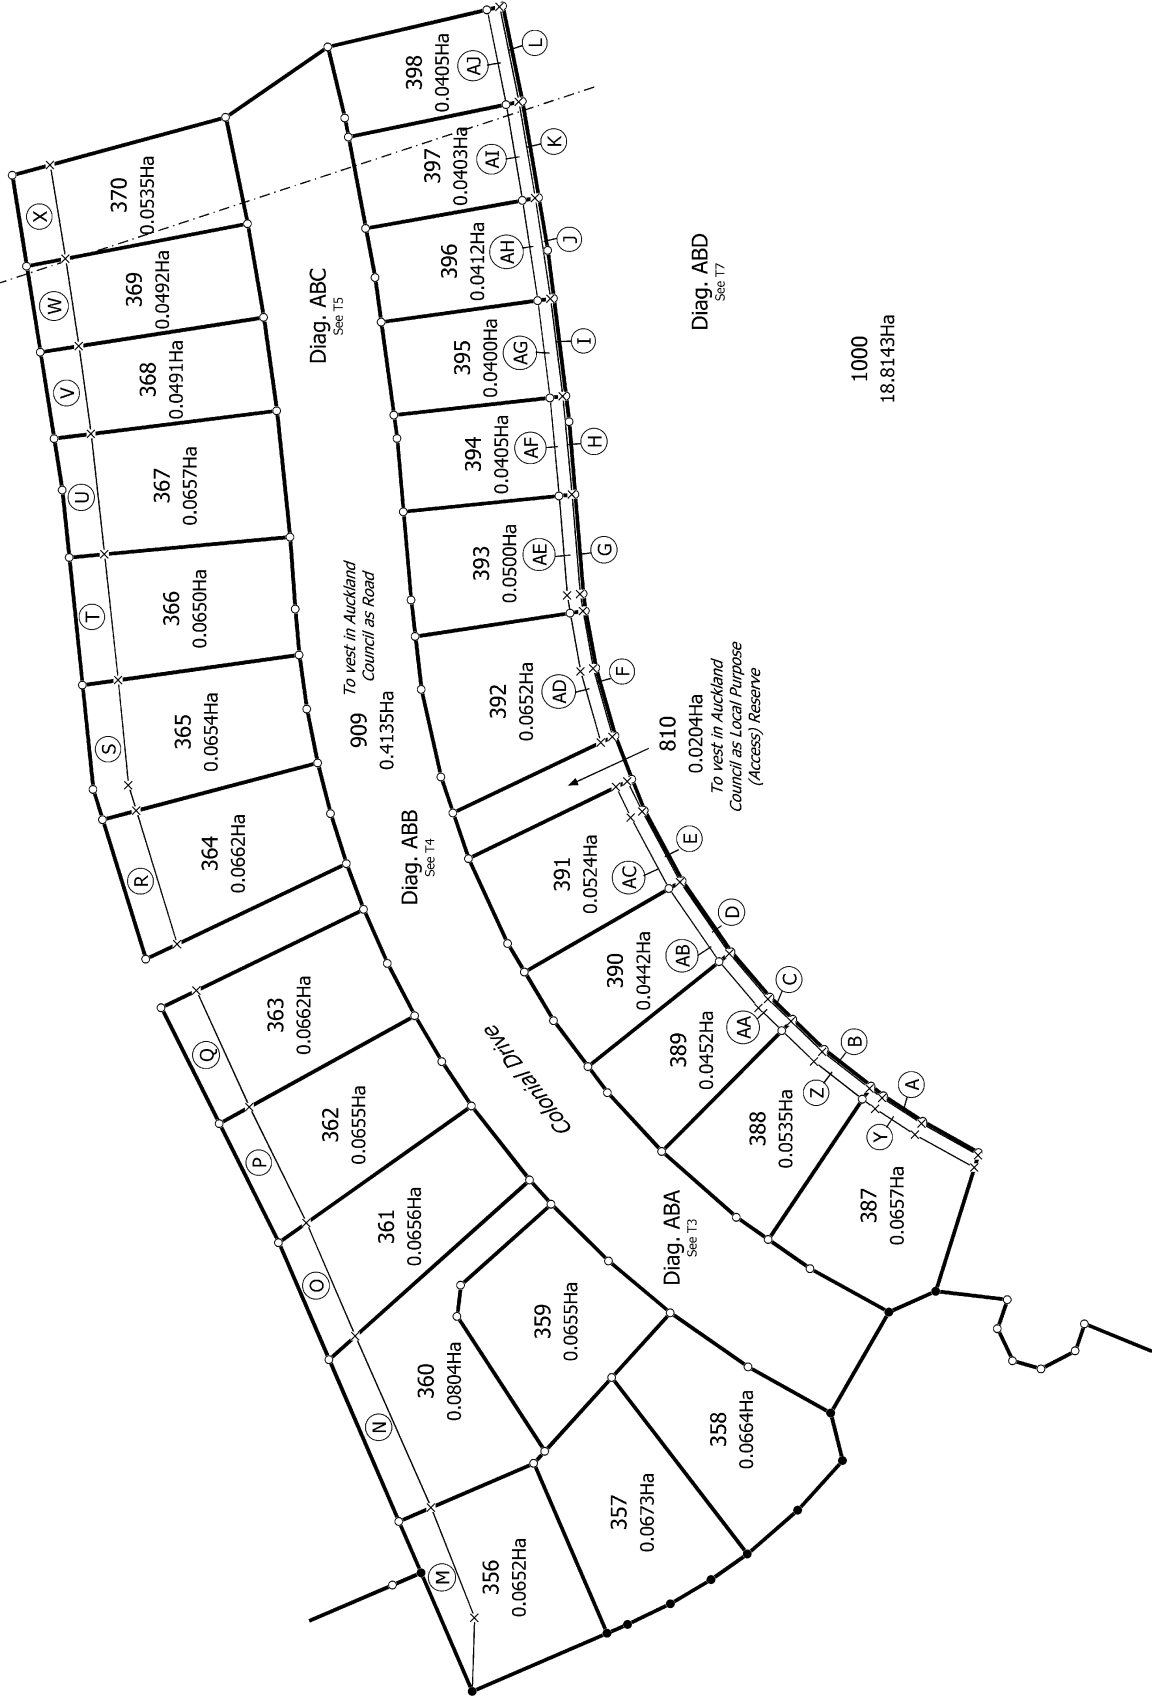 X
370
0.0535Ha
W
369
0.0492Ha
V
368
0.0491Ha
U
367
0.0657Ha
T
366
0.0650Ha
S
365
0.0654Ha
R
364
0.0662Ha
Q
363
0.0662Ha
P
362
0.0655Ha
O
361
0.0656Ha
N
360
0.0804Ha
M
356
0.0652Ha
357
0.0673Ha
358
0.0664Ha
359
0.0655Ha
Diag. ABC
See T5
To vest in Auckland
Council as Road
909
0.4135Ha
Diag. ABB
See T4
Colonial Drive
Diag. ABA
See T3
398
0.0405Ha
AJ
L
397
0.0403Ha
AI
K
396
0.0412Ha
AH
J
395
0.0400Ha
AG
I
394
0.0405Ha
AF
H
393
0.0500Ha
AE
G
392
0.0652Ha
AD
F
810
0.0204Ha
To vest in Auckland
Council as Local Purpose
(Access) Reserve
391
0.0524Ha
AC
E
390
0.0442Ha
AB
D
389
0.0452Ha
AA
C
388
0.0535Ha
Z
B
387
0.0657Ha
Y
A
Diag. ABD
See T7
1000
18.8143Ha